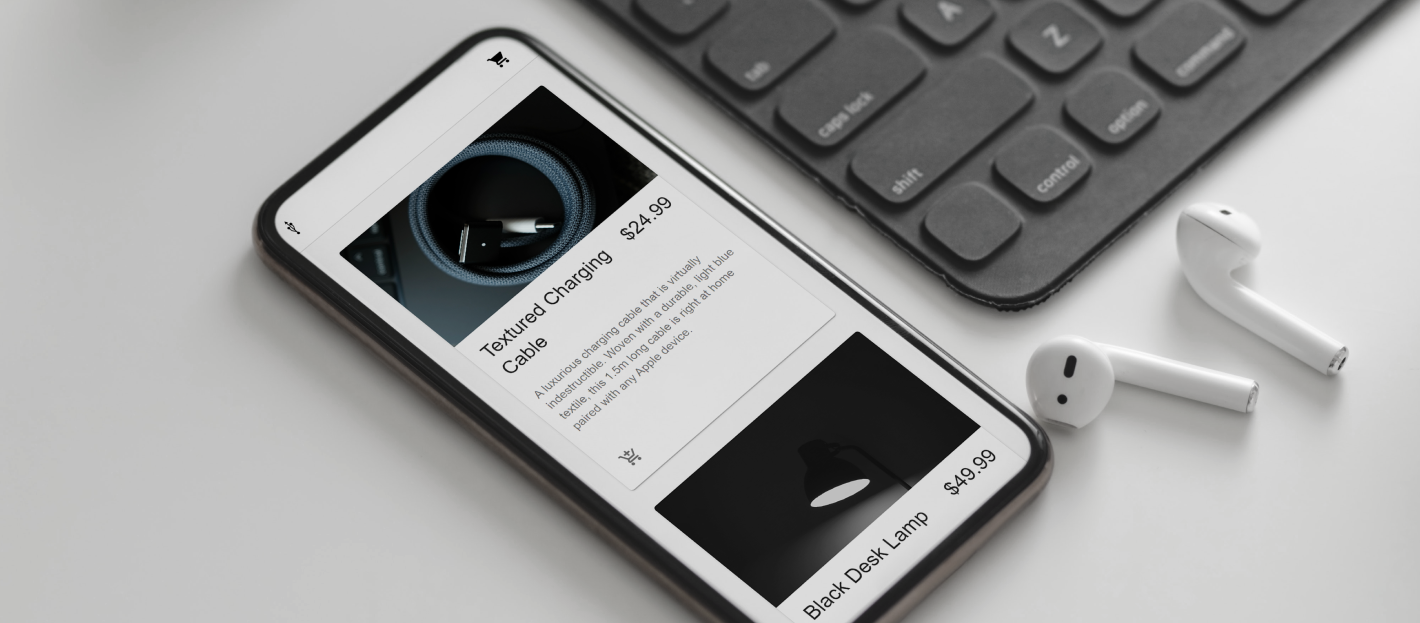 Textured Charging
Cable
$24.99
A luxurious charging cable that is virtually
indestructible. Woven with a durable, light blue
textile, this 1.5m long cable is right at home
paired with any Apple device.
Black Desk Lamp
$49.99
tab
caps lock
shift
A
Z
control
option
command